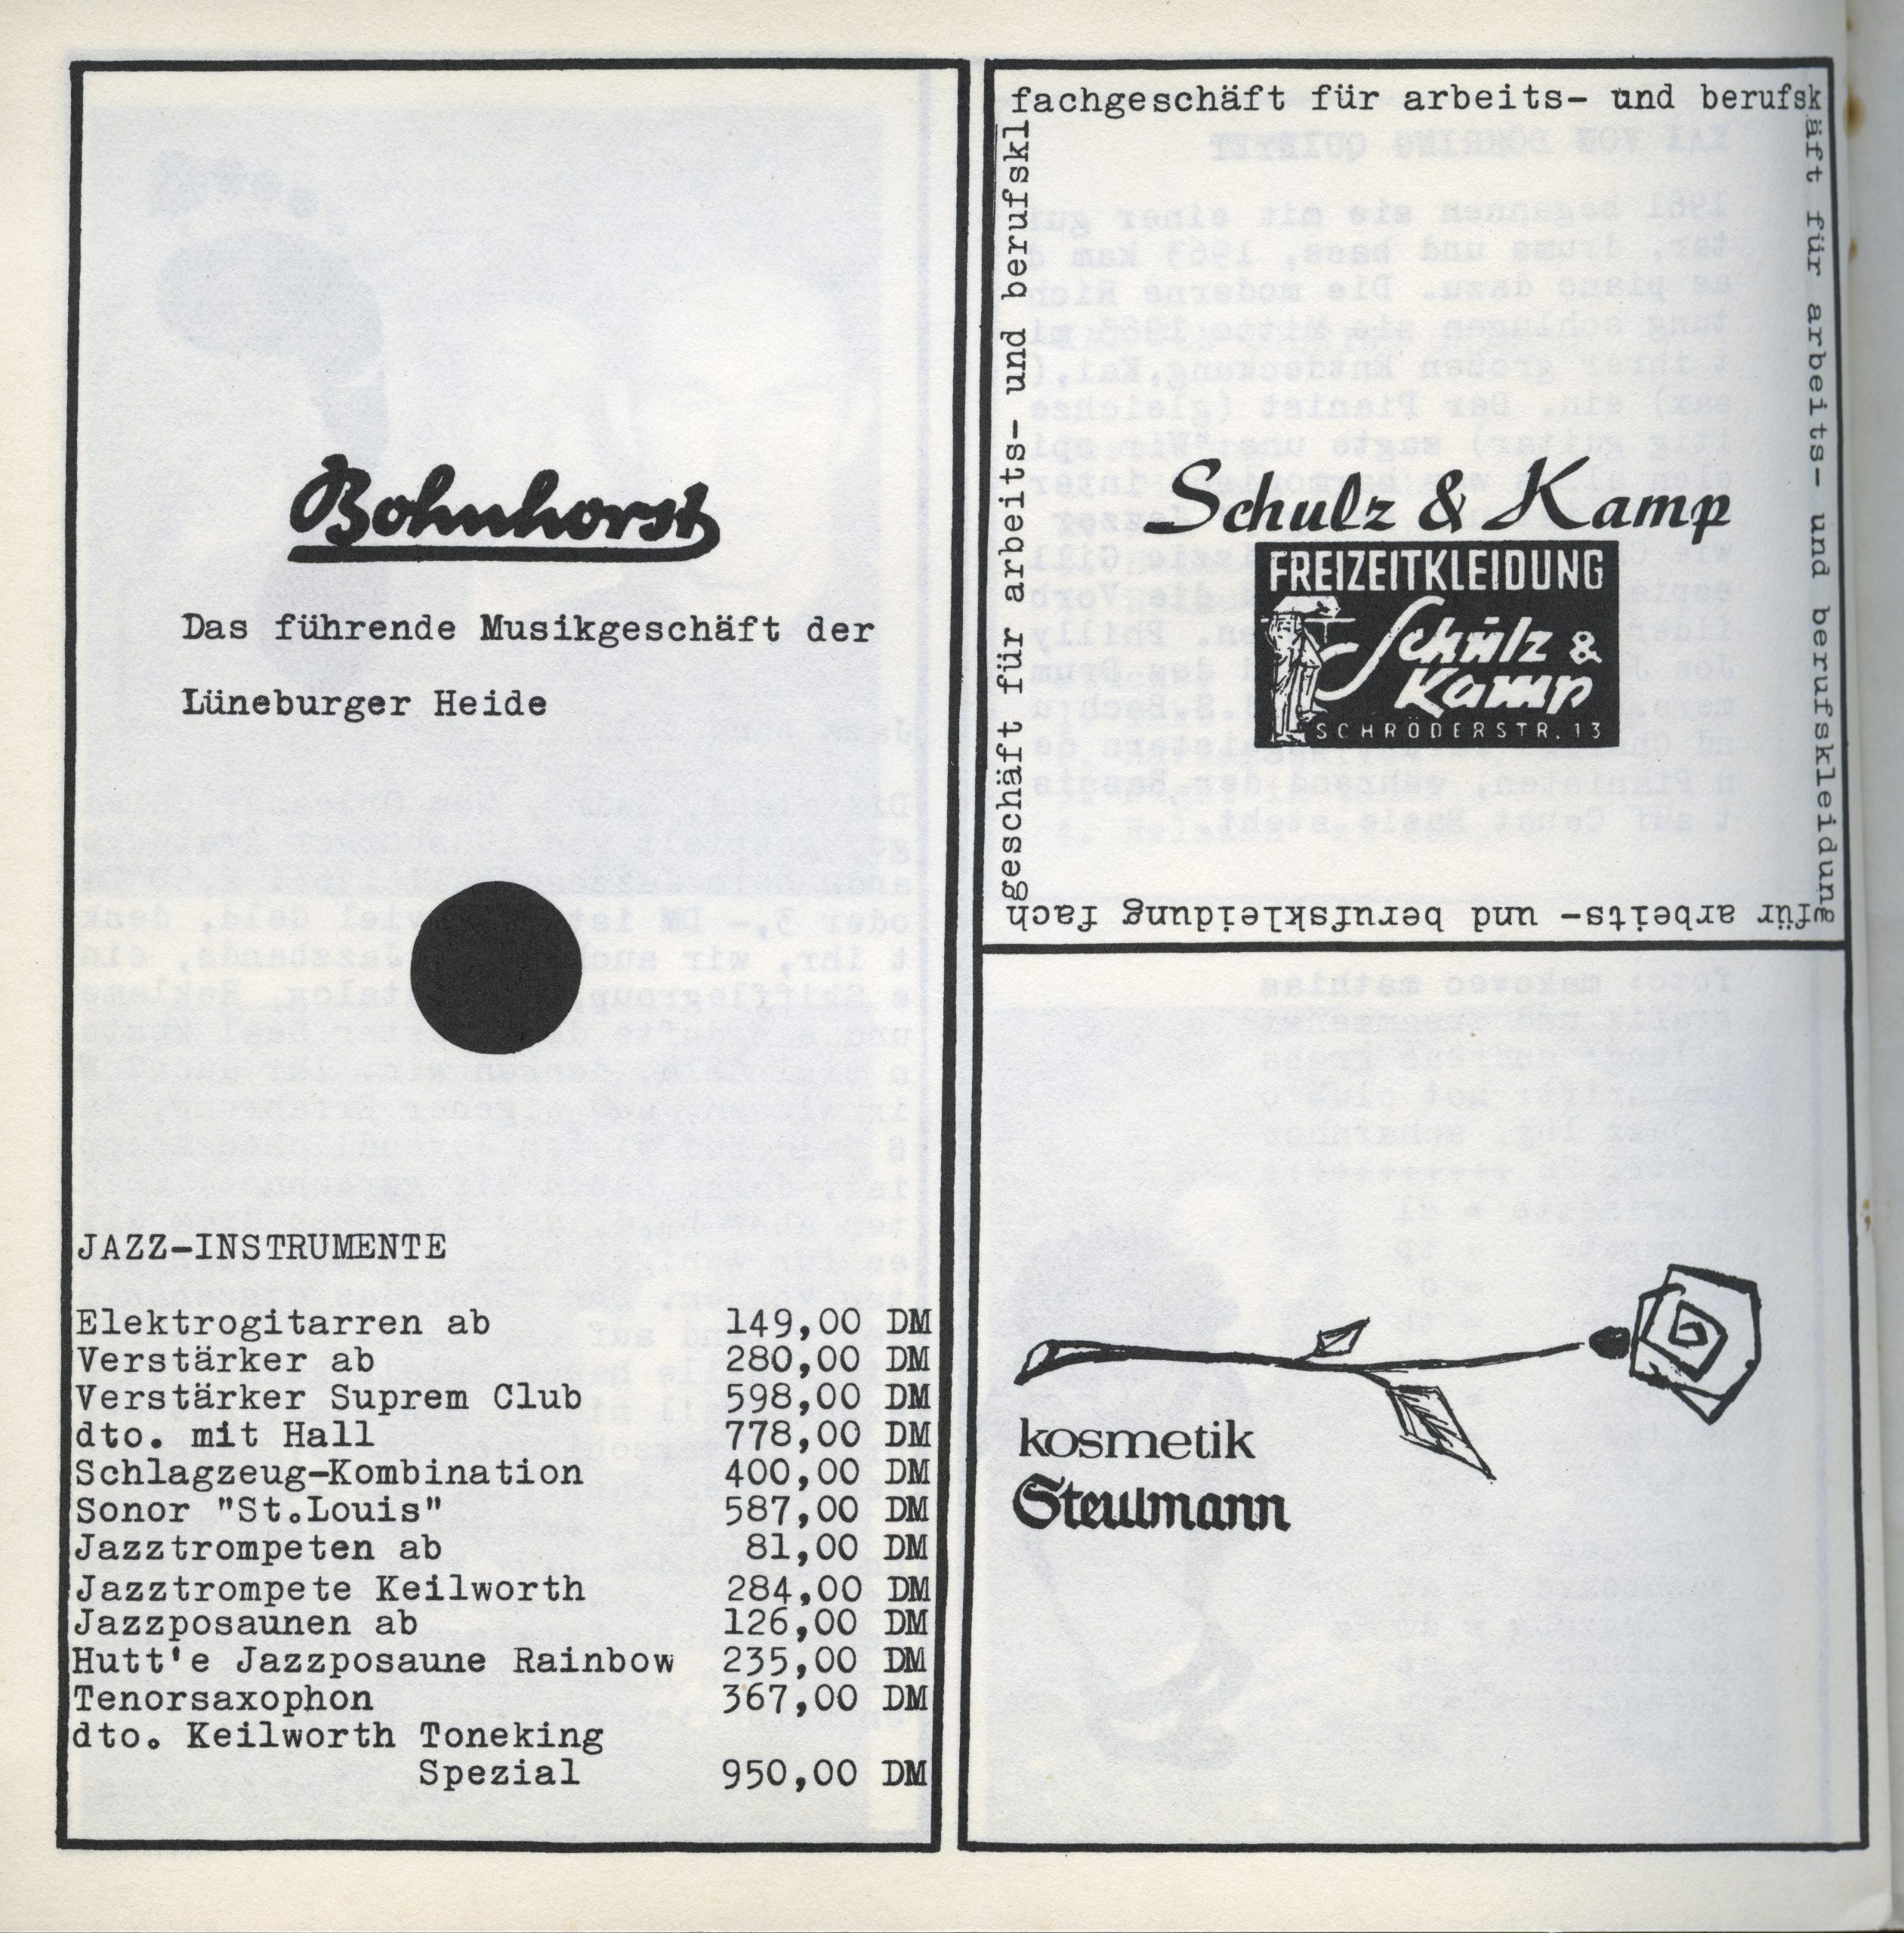 Bohnhorst
Das führende Musikgeschäft der
Lüneburger Heide
JAZZ-INSTRUMENTE
Elektrogitarren ab 149,00 DM
Verstärker ab 280,00 DM
Verstärker Suprem Club 598,00 DM
dto. mit Hall 778,00 DM
Schlagzeug-Kombination 400,00 DM
Sonor "St.Louis" 587,00 DM
Jazztrompeten ab 81,00 DM
Jazztrompete Keilworth 284,00 DM
Jazzposaunen ab 126,00 DM
Hutt'e Jazzposaune Rainbow 235,00 DM
Tenorsaxophon 367,00 DM
dto. Keilworth Toneking
Spezial 950,00 DM
fachgeschäft für arbeits- und berufsk
äft für arbeits- und berufskleidung
für arbeits- und berufskleidung fach
geschäft für arbeits- und berufskl
Schulz & Kamp
FREIZEITKLEIDUNG
Schulz &
Kamp
SCHRÖDERSTR. 13
kosmetik
Steulmann